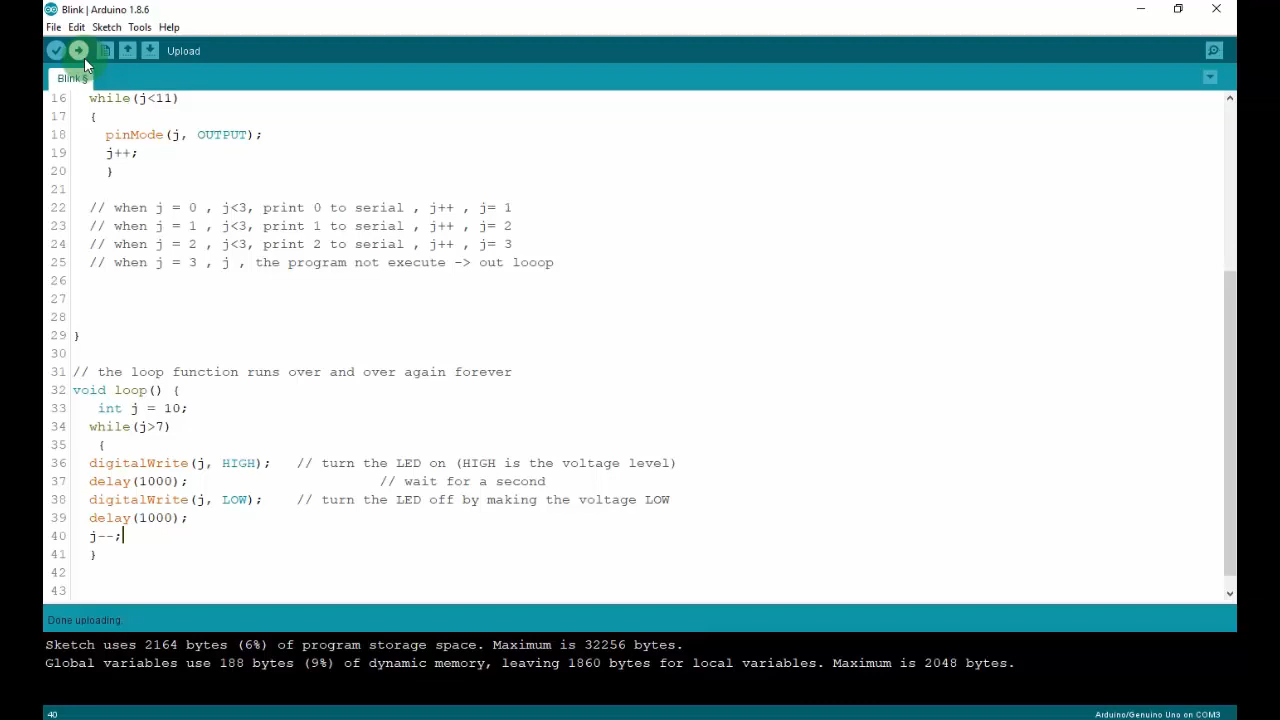 Blink | Arduino 1.8.6
File Edit Sketch Tools Help
Upload
Blink §
16 while(j<11)
17 {
18 pinMode(j, OUTPUT);
19 j++;
20 }
21
22 // when j = 0 , j<3, print 0 to serial , j++ , j= 1
23 // when j = 1 , j<3, print 1 to serial , j++ , j= 2
24 // when j = 2 , j<3, print 2 to serial , j++ , j= 3
25 // when j = 3 , j , the program not execute -> out looop
26
27
28
29 }
30
31 // the loop function runs over and over again forever
32 void loop() {
33 int j = 10;
34 while(j>7)
35 {
36 digitalWrite(j, HIGH); // turn the LED on (HIGH is the voltage level)
37 delay(1000); // wait for a second
38 digitalWrite(j, LOW); // turn the LED off by making the voltage LOW
39 delay(1000);
40 j--;
41 }
42
43
Done uploading.
Sketch uses 2164 bytes (6%) of program storage space. Maximum is 32256 bytes.
Global variables use 188 bytes (9%) of dynamic memory, leaving 1860 bytes for local variables. Maximum is 2048 bytes.
40 Arduino/Genuino Uno on COM3